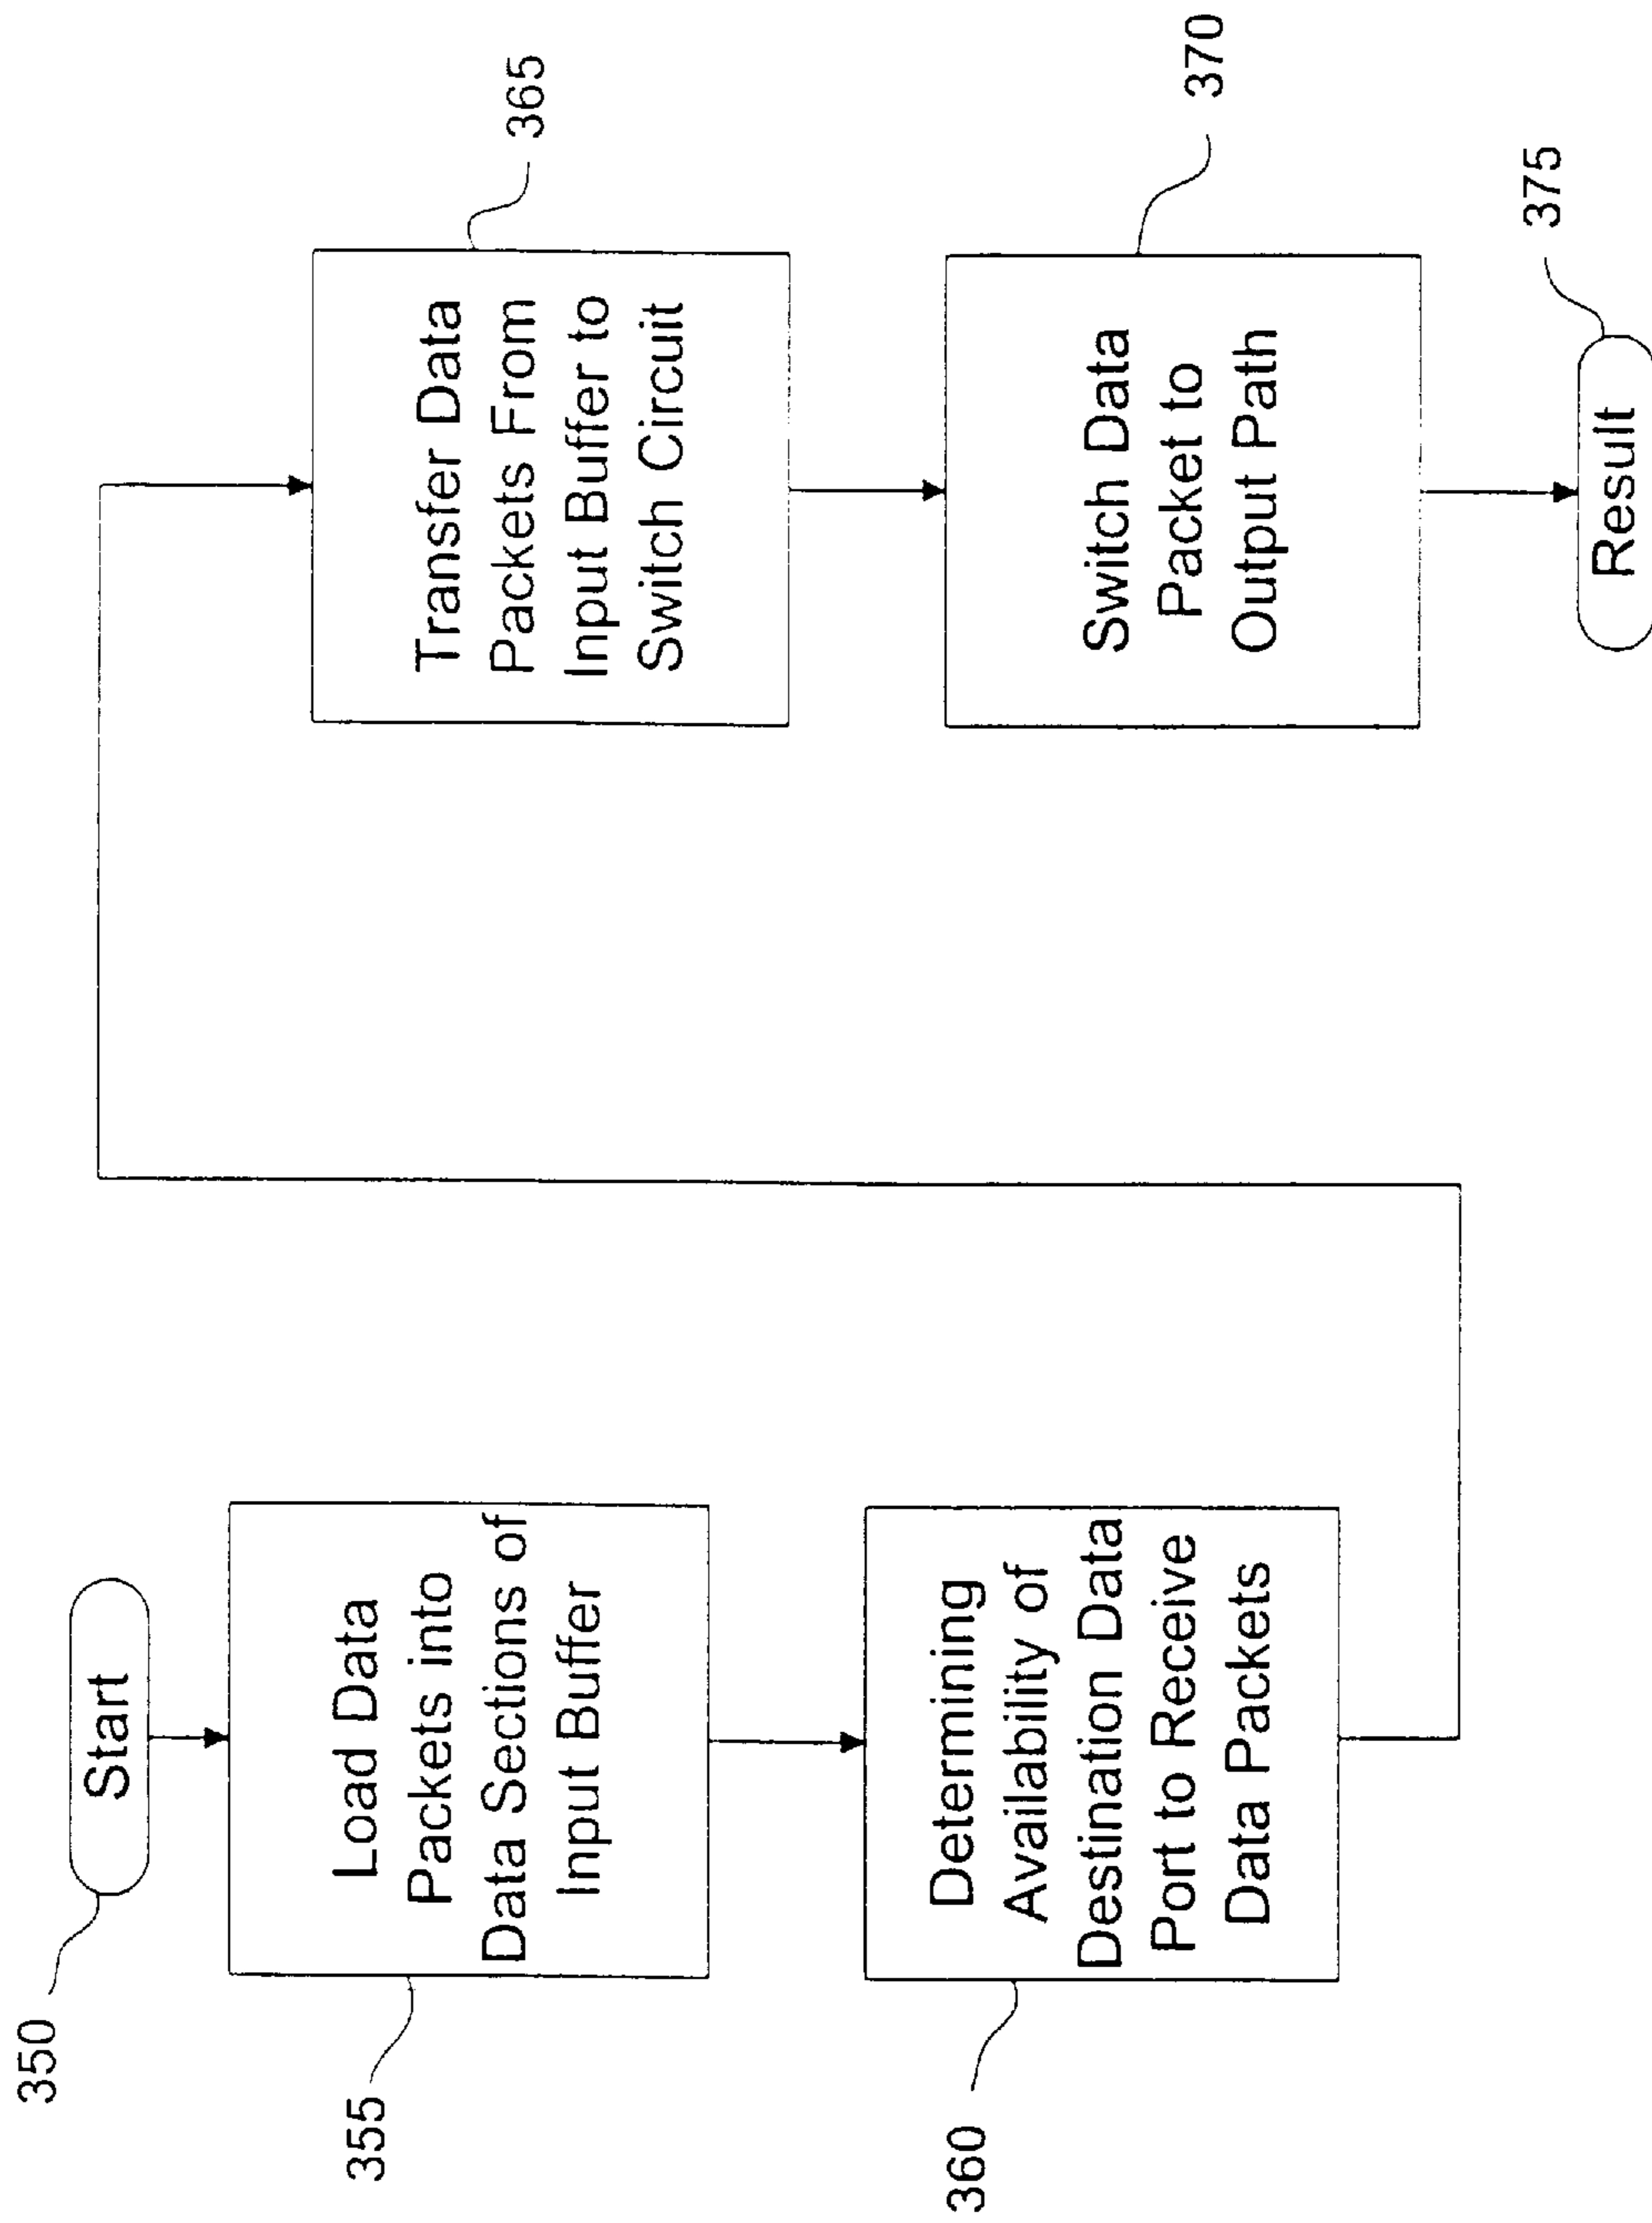 350
Start
355
Load Data
Packets into
Data Sections of
Input Buffer
360
Determining
Availability of
Destination Data
Port to Receive
Data Packets
365
Transfer Data
Packets From
Input Buffer to
Switch Circuit
370
Switch Data
Packet to
Output Path
375
Result